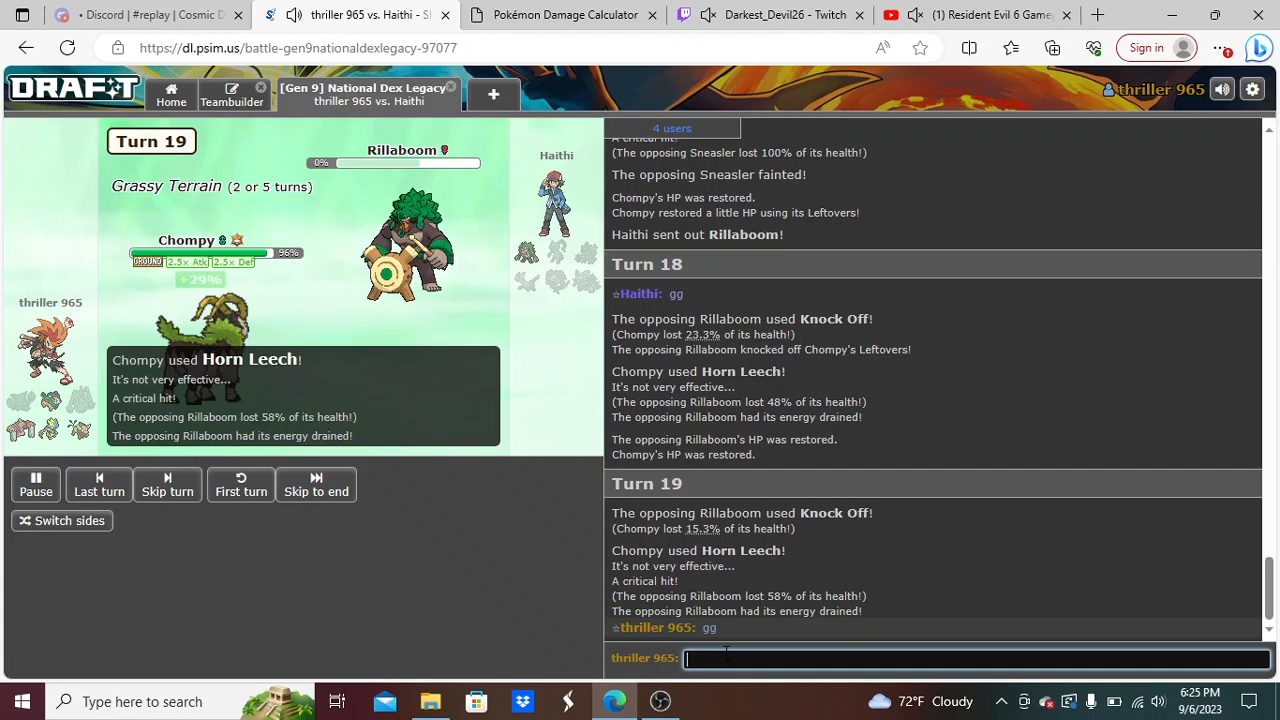 • Discord | #replay | Cosmic D
thriller 965 vs. Haithi - Sh
Pokémon Damage Calculator
Darkest_Devil26 - Twitch
(1) Resident Evil 6 Game
https://dl.psim.us/battle-gen9nationaldexlegacy-97077
Sign in
DRAFT
Home
Teambuilder
[Gen 9] National Dex Legacy
thriller 965 vs. Haithi
thriller 965
Turn 19
Rillaboom
0%
Haithi
Grassy Terrain (2 or 5 turns)
Chompy
96%
GROUND 2.5× Atk 2.5× Def
+29%
thriller 965
Chompy used Horn Leech!
It's not very effective...
A critical hit!
(The opposing Rillaboom lost 58% of its health!)
The opposing Rillaboom had its energy drained!
Pause
Last turn
Skip turn
First turn
Skip to end
Switch sides
4 users
A critical hit!
(The opposing Sneasler lost 100% of its health!)
The opposing Sneasler fainted!
Chompy's HP was restored.
Chompy restored a little HP using its Leftovers!
Haithi sent out Rillaboom!
Turn 18
☆Haithi: gg
The opposing Rillaboom used Knock Off!
(Chompy lost 23.3% of its health!)
The opposing Rillaboom knocked off Chompy's Leftovers!
Chompy used Horn Leech!
It's not very effective...
(The opposing Rillaboom lost 48% of its health!)
The opposing Rillaboom had its energy drained!
The opposing Rillaboom's HP was restored.
Chompy's HP was restored.
Turn 19
The opposing Rillaboom used Knock Off!
(Chompy lost 15.3% of its health!)
Chompy used Horn Leech!
It's not very effective...
A critical hit!
(The opposing Rillaboom lost 58% of its health!)
The opposing Rillaboom had its energy drained!
☆thriller 965: gg
thriller 965:
Type here to search
72°F Cloudy
6:25 PM
9/6/2023